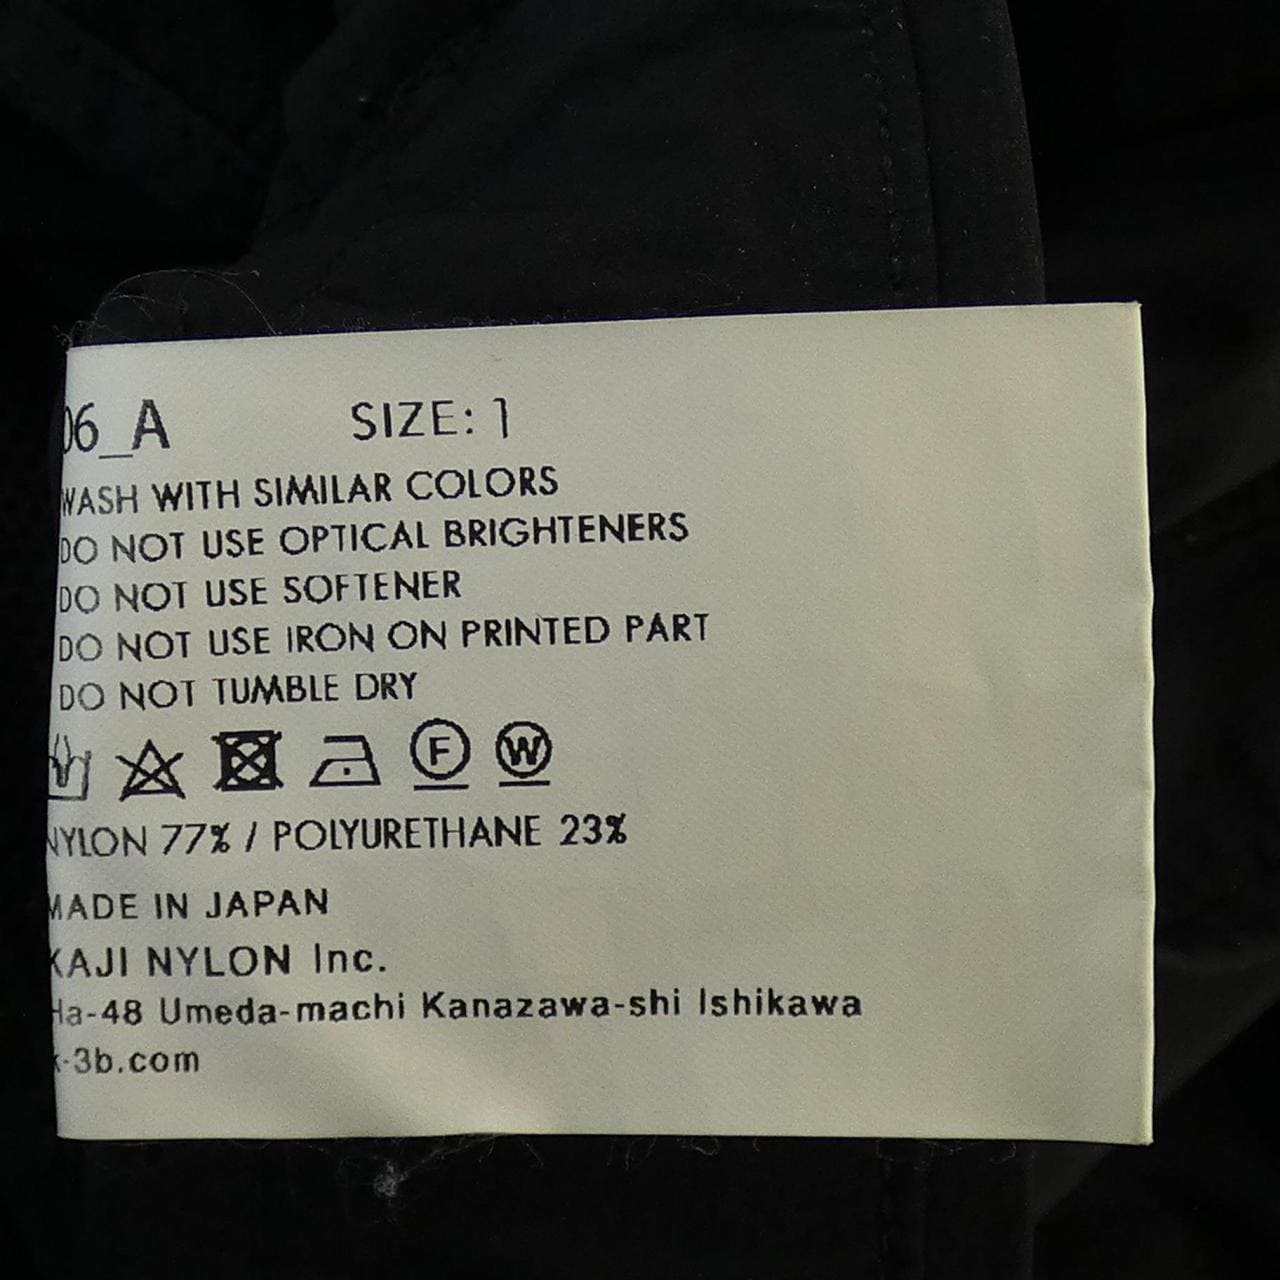 06_A SIZE: 1
WASH WITH SIMILAR COLORS
DO NOT USE OPTICAL BRIGHTENERS
DO NOT USE SOFTENER
DO NOT USE IRON ON PRINTED PART
DO NOT TUMBLE DRY
F W
NYLON 77% / POLYURETHANE 23%
MADE IN JAPAN
KAJI NYLON Inc.
Ha-48 Umeda-machi Kanazawa-shi Ishikawa
k-3b.com